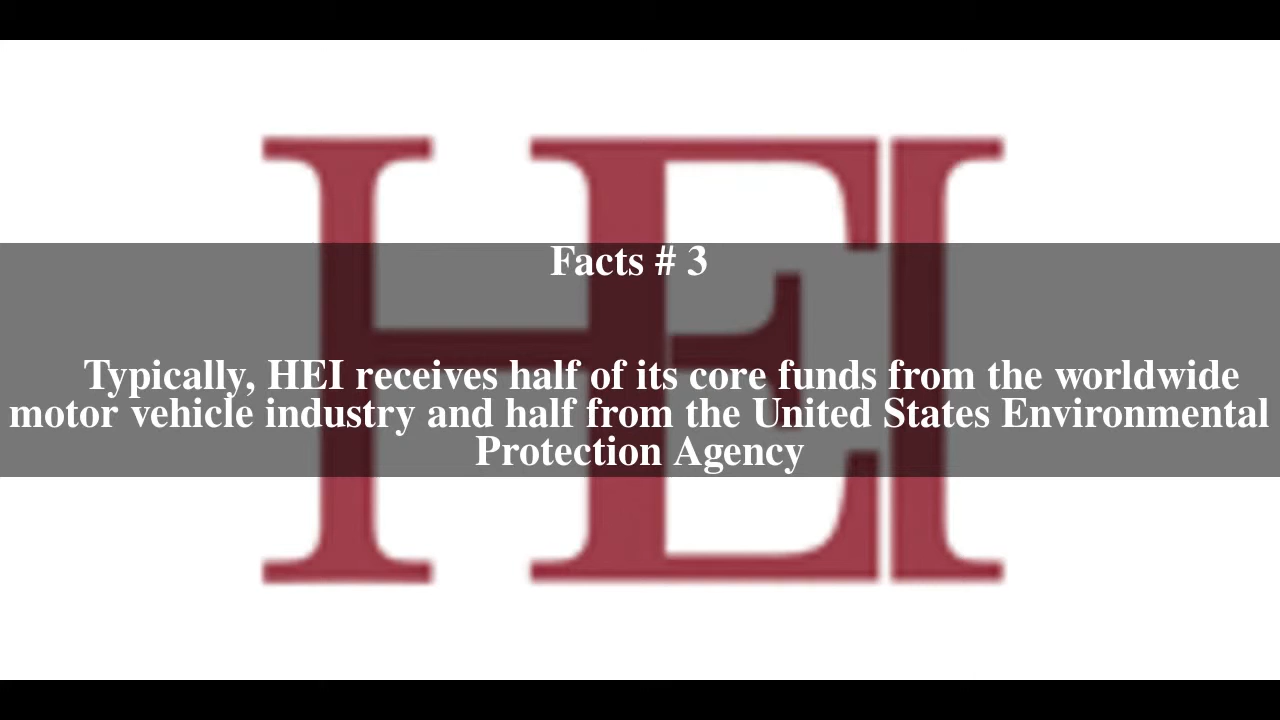 HEI
Facts # 3
Typically, HEI receives half of its core funds from the worldwide
motor vehicle industry and half from the United States Environmental
Protection Agency